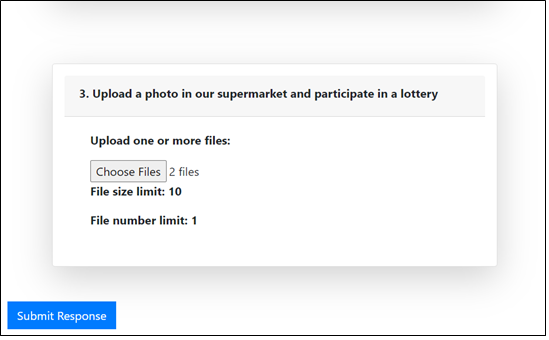 3. Upload a photo in our supermarket and participate in a lottery
Upload one or more files:
Choose Files 2 files
File size limit: 10
File number limit: 1
Submit Response